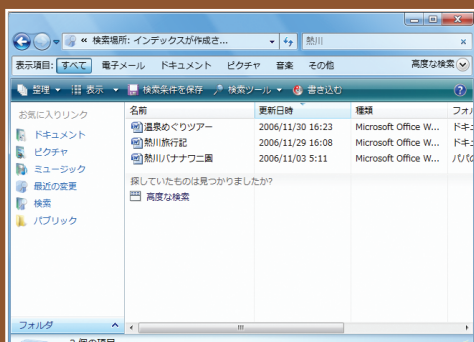 « 検索場所: インデックスが作成さ...
熱川
表示項目: すべて 電子メール ドキュメント ピクチャ 音楽 その他 高度な検索
整理 表示 検索条件を保存 検索ツール 書き込む
お気に入りリンク
ドキュメント
ピクチャ
ミュージック
最近の変更
検索
パブリック
フォルダ
名前 更新日時 種類 フォル
温泉めぐりツアー 2006/11/30 16:23 Microsoft Office W... ドキュ
熱川旅行記 2006/11/29 16:08 Microsoft Office W... ドキュ
熱川バナナワニ園 2006/11/03 5:11 Microsoft Office W... パパの
探していたものは見つかりましたか?
高度な検索